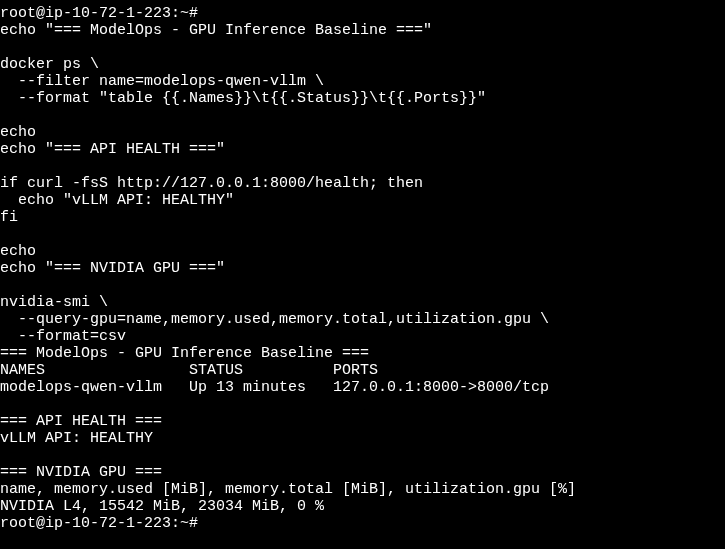 root@ip-10-72-1-223:~#
echo "=== ModelOps - GPU Inference Baseline ==="
docker ps \
  --filter name=modelops-qwen-vllm \
  --format "table {{.Names}}\t{{.Status}}\t{{.Ports}}"
echo
echo "=== API HEALTH ==="
if curl -fsS http://127.0.0.1:8000/health; then
  echo "vLLM API: HEALTHY"
fi
echo
echo "=== NVIDIA GPU ==="
nvidia-smi \
  --query-gpu=name,memory.used,memory.total,utilization.gpu \
  --format=csv
=== ModelOps - GPU Inference Baseline ===
NAMES                STATUS          PORTS
modelops-qwen-vllm   Up 13 minutes   127.0.0.1:8000->8000/tcp
=== API HEALTH ===
vLLM API: HEALTHY
=== NVIDIA GPU ===
name, memory.used [MiB], memory.total [MiB], utilization.gpu [%]
NVIDIA L4, 15542 MiB, 23034 MiB, 0 %
root@ip-10-72-1-223:~#